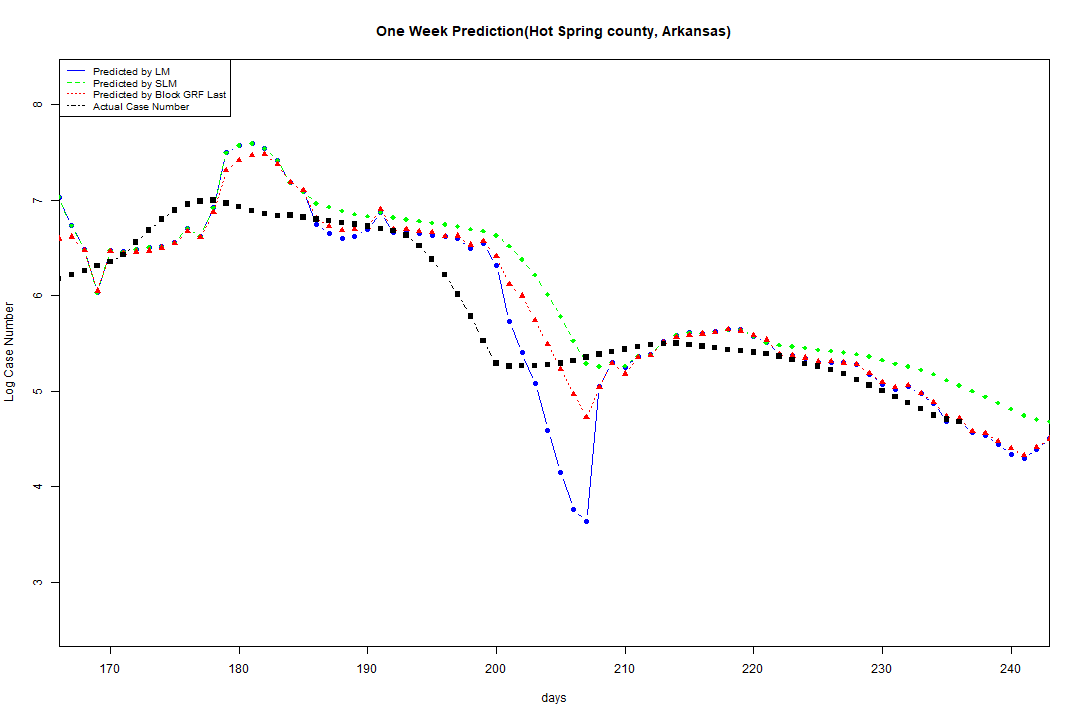 One Week Prediction(Hot Spring county, Arkansas)
Predicted by LM
Predicted by SLM
Predicted by Block GRF Last
Actual Case Number
8
7
6
5
4
3
Log Case Number
170 180 190 200 210 220 230 240
days